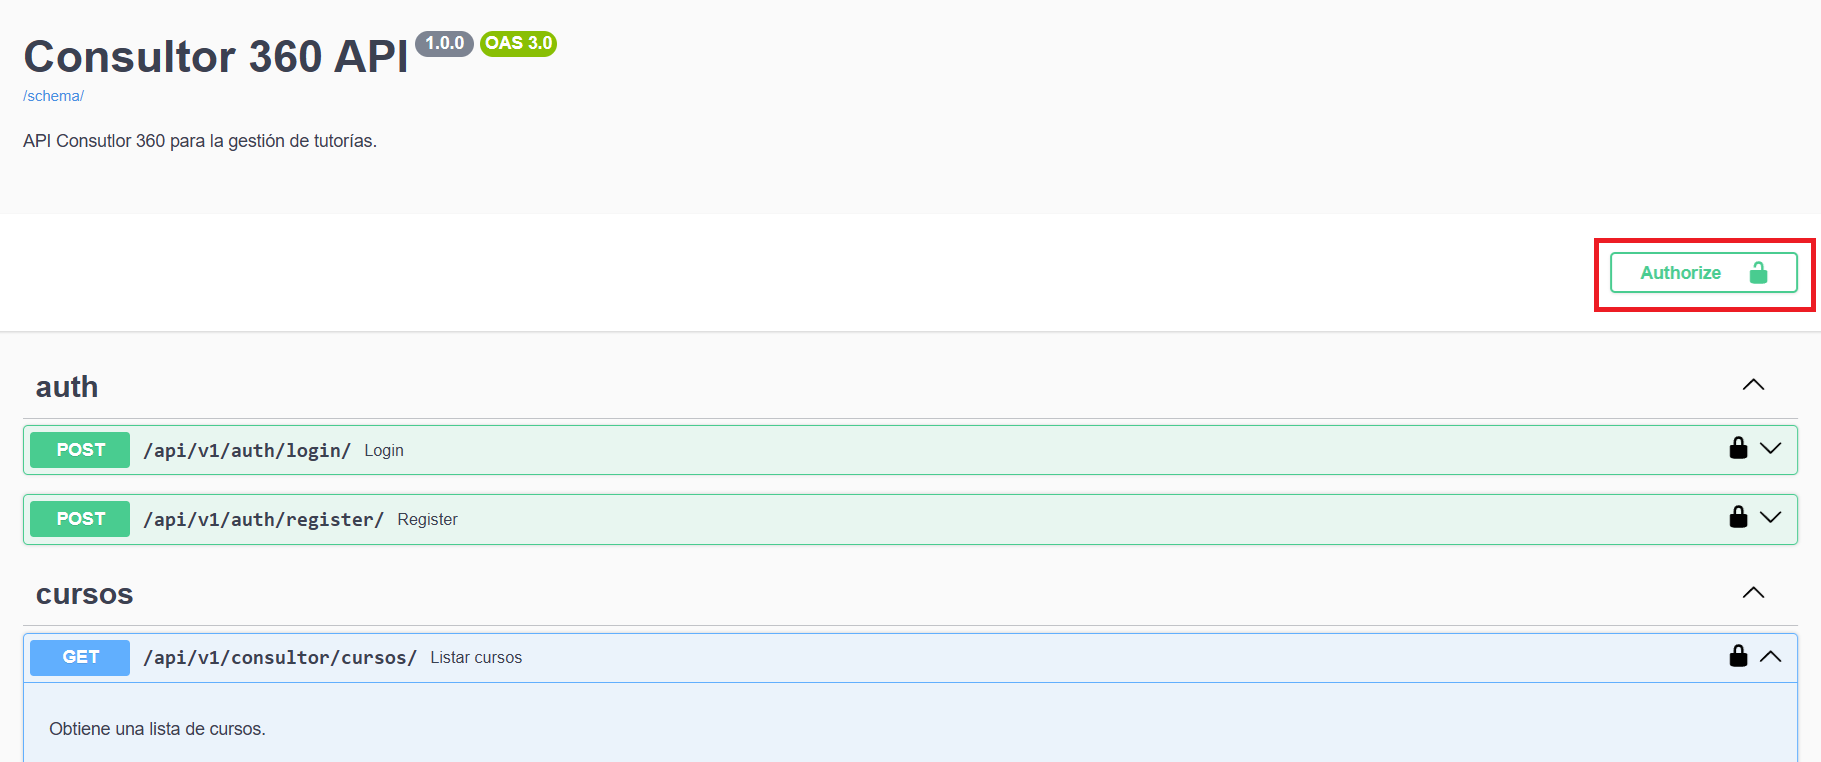 Consultor 360 API 1.0.0 OAS 3.0
/schema/
API Consutlor 360 para la gestión de tutorías.
Authorize
auth
POST /api/v1/auth/login/ Login
POST /api/v1/auth/register/ Register
cursos
GET /api/v1/consultor/cursos/ Listar cursos
Obtiene una lista de cursos.